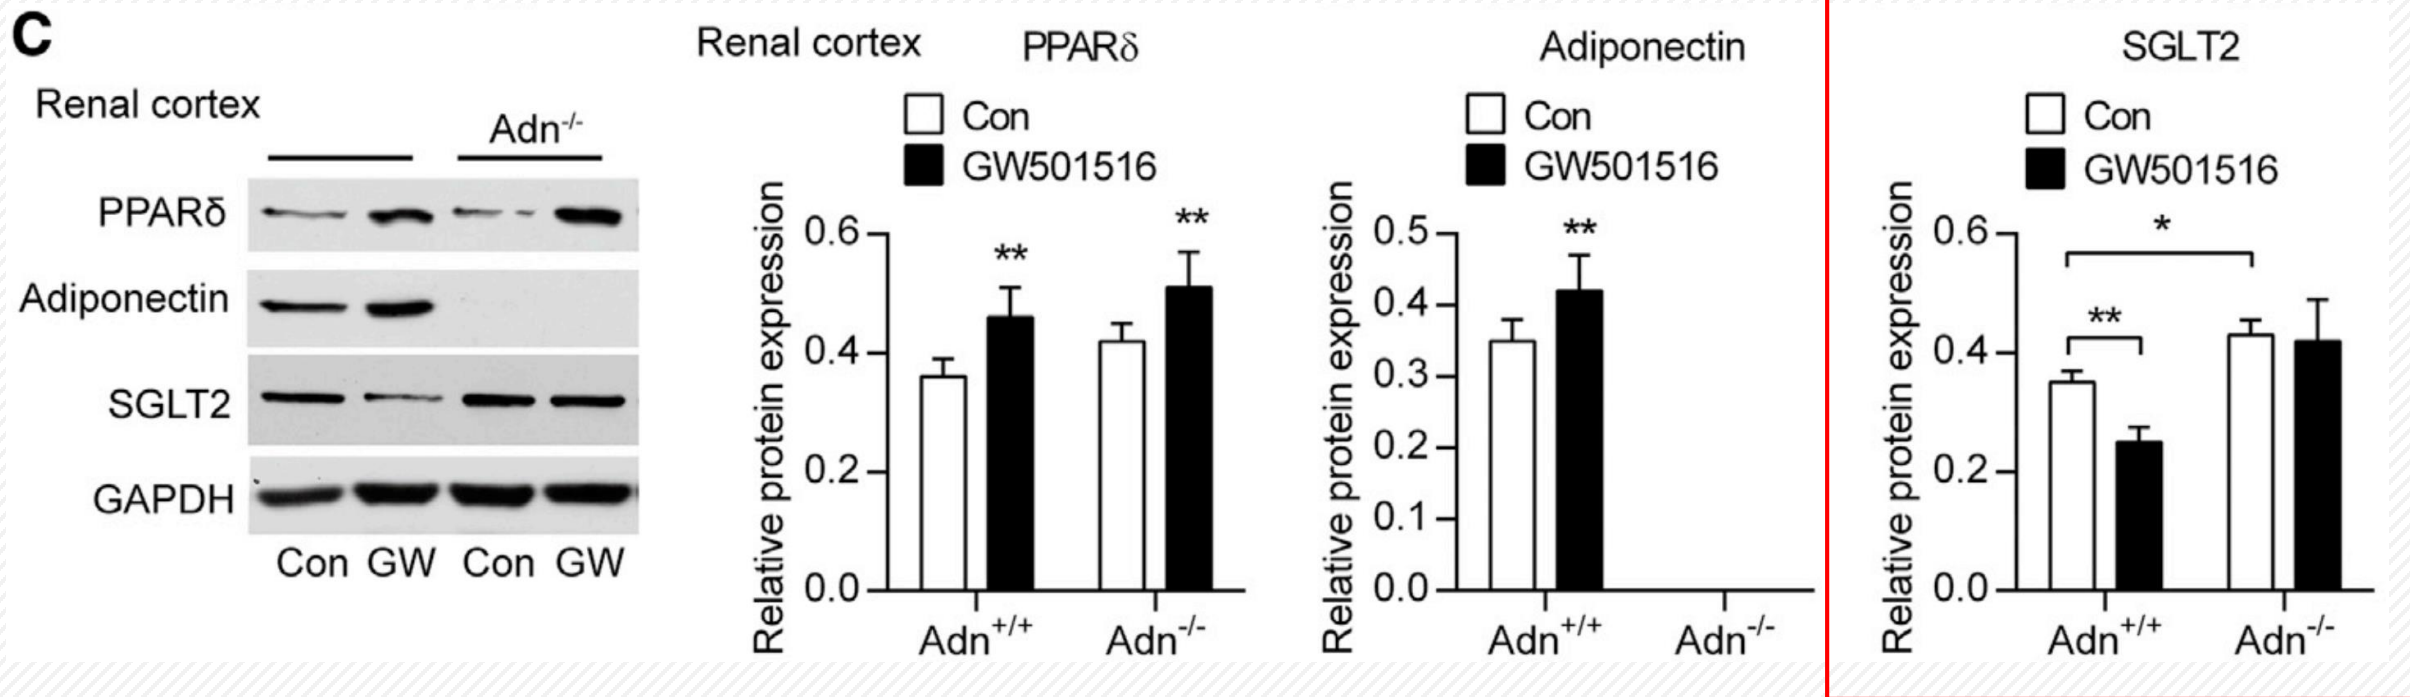 C
Renal cortex
Adn-/-
PPARδ
Adiponectin
SGLT2
GAPDH
Con GW Con GW
Renal cortex
PPARδ
Con
GW501516
Relative protein expression
0.6
0.4
0.2
0.0
**
**
Adn+/+
Adn-/-
Adiponectin
Con
GW501516
Relative protein expression
0.5
0.4
0.3
0.2
0.1
0.0
**
Adn+/+
Adn-/-
SGLT2
Con
GW501516
Relative protein expression
0.6
0.4
0.2
0.0
*
**
Adn+/+
Adn-/-